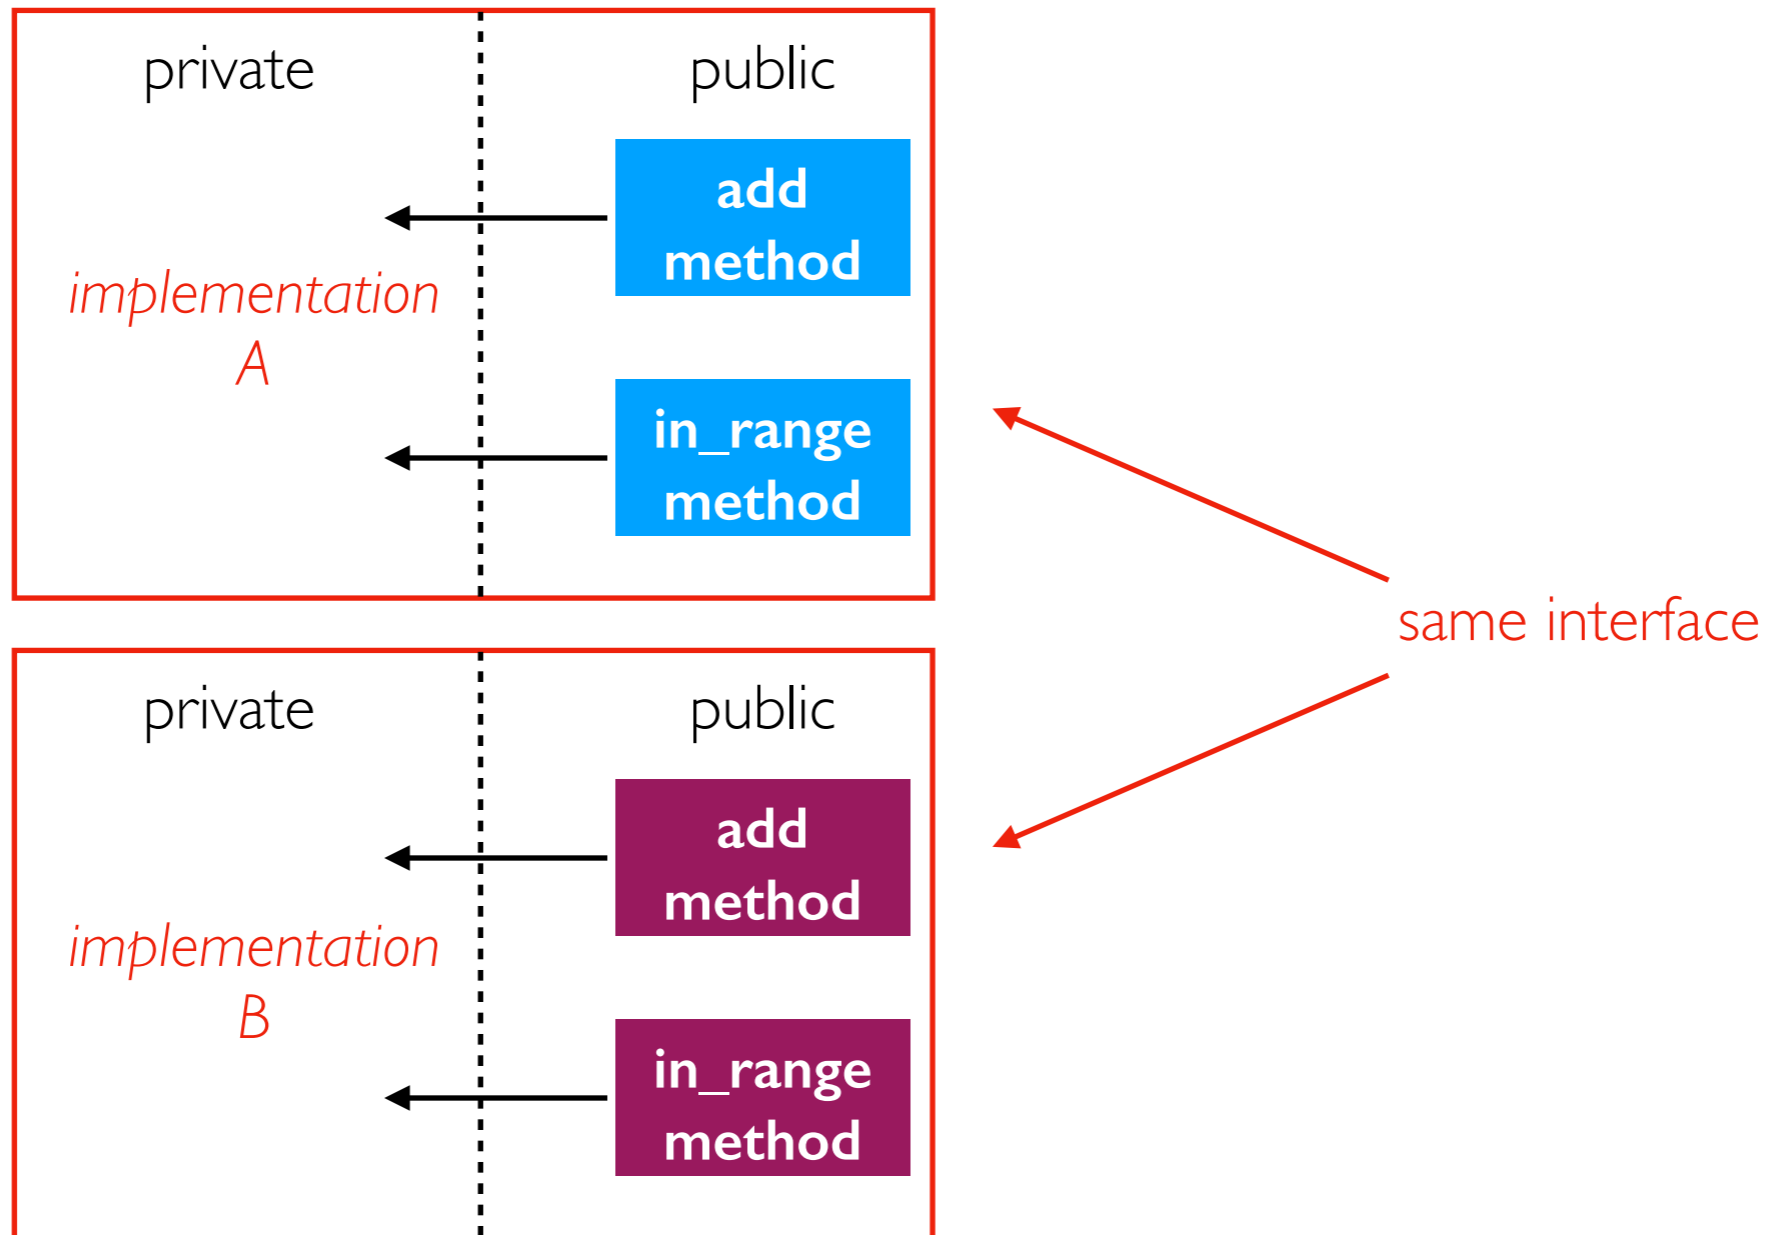 private
public
add
method
implementation
A
in_range
method
same interface
private
public
add
method
implementation
B
in_range
method